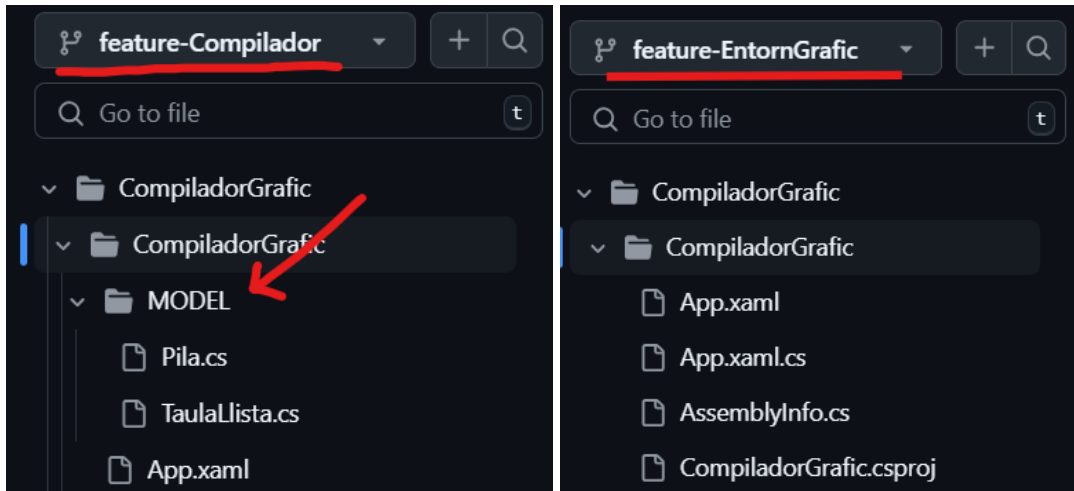 feature-Compilador
Go to file
t
CompiladorGrafic
CompiladorGrafic
MODEL
Pila.cs
TaulaLlista.cs
App.xaml
feature-EntornGrafic
Go to file
t
CompiladorGrafic
CompiladorGrafic
App.xaml
App.xaml.cs
AssemblyInfo.cs
CompiladorGrafic.csproj